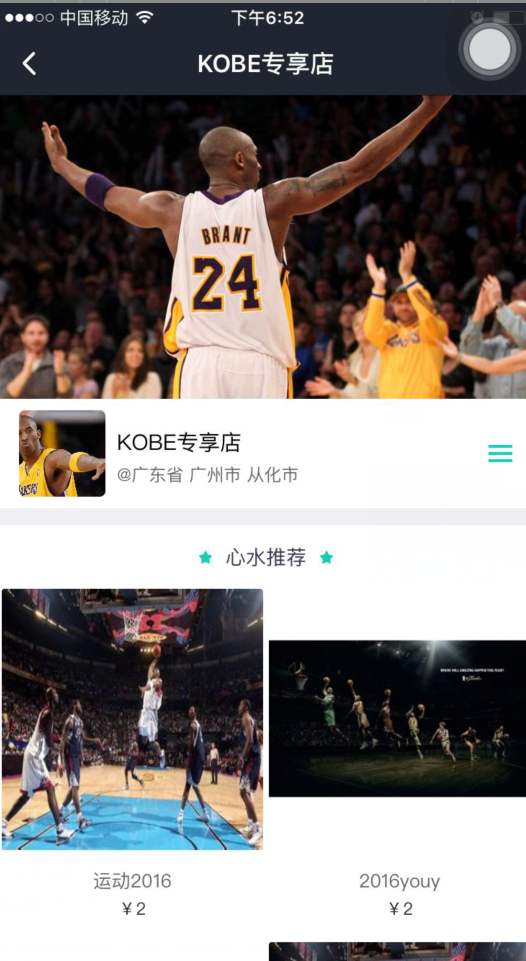 中国移动 下午6:52
KOBE专享店
BRANT
24
KOBE专享店
@广东省 广州市 从化市
心水推荐
运动2016
¥2
2016youy
¥2